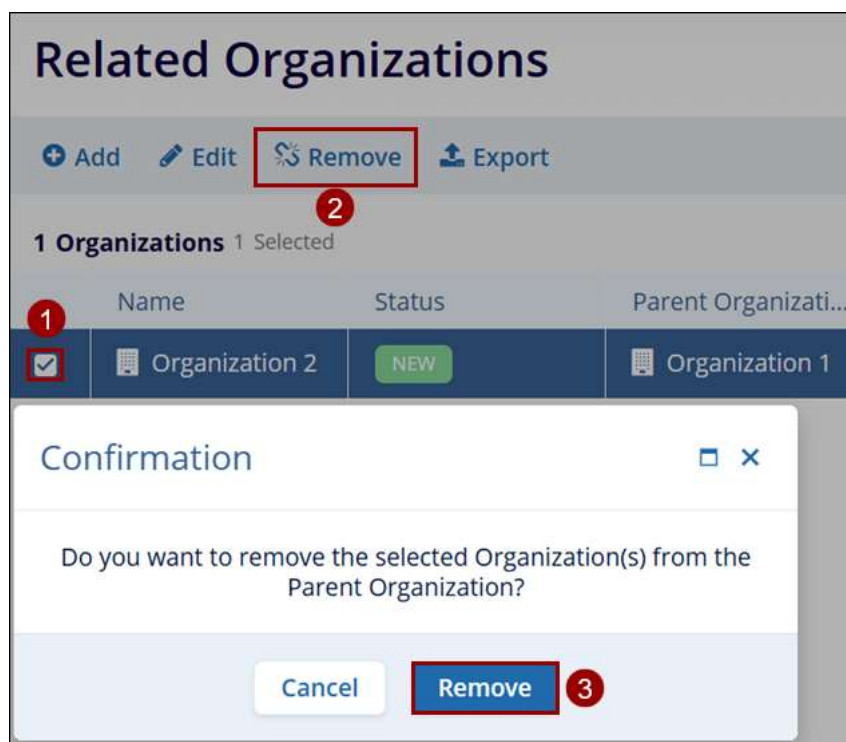 Related Organizations
Add Edit Remove Export
2
1 Organizations 1 Selected
Name Status Parent Organizati...
1
Organization 2 NEW Organization 1
Confirmation
Do you want to remove the selected Organization(s) from the
Parent Organization?
Cancel Remove 3